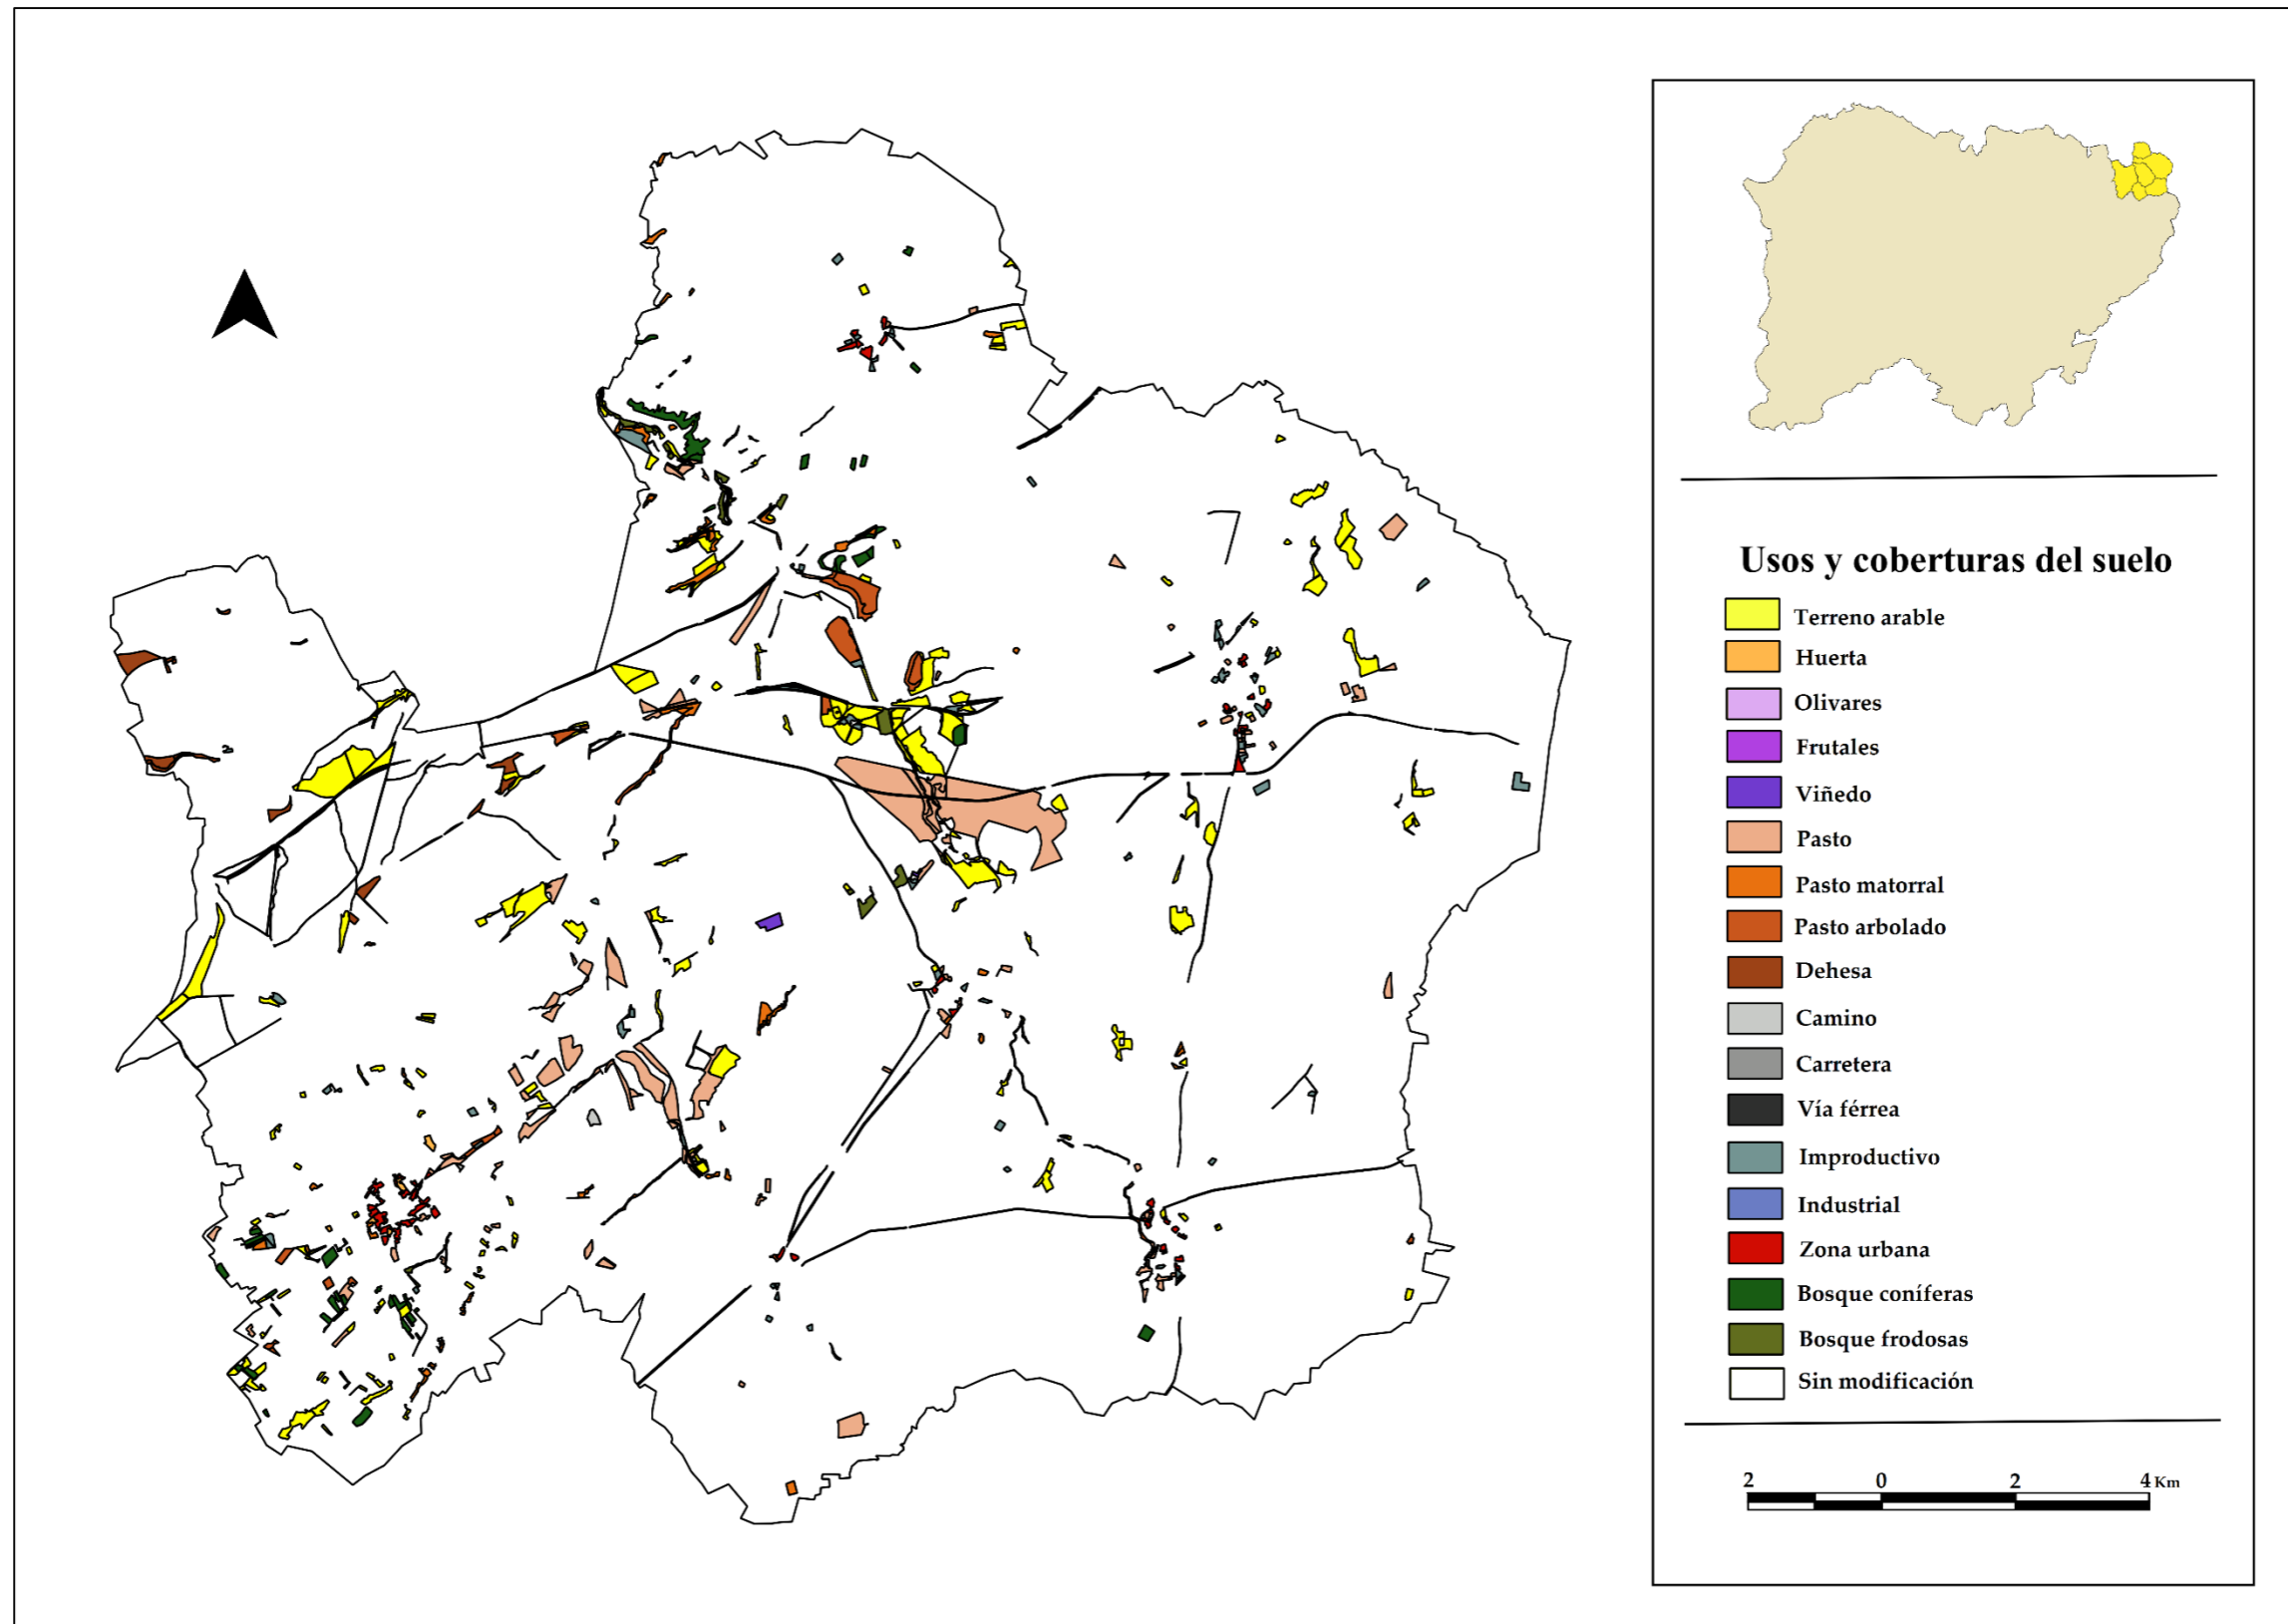 Usos y coberturas del suelo
Terreno arable
Huerta
Olivares
Frutales
Viñedo
Pasto
Pasto matorral
Pasto arbolado
Dehesa
Camino
Carretera
Vía férrea
Improductivo
Industrial
Zona urbana
Bosque coníferas
Bosque frodosas
Sin modificación
2 0 2 4 Km